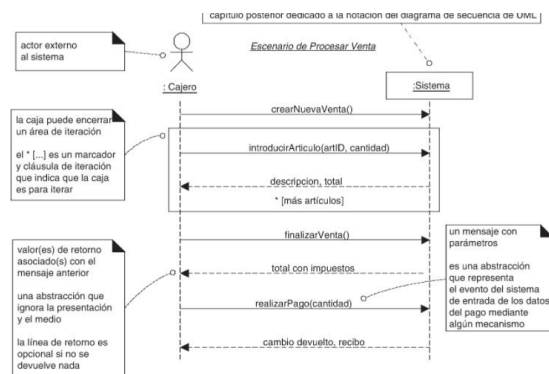 capítulo posterior dedicado a la notación del diagrama de secuencia de UML
actor externo
al sistema
Escenario de Procesar Venta
: Cajero
:Sistema
crearNuevaVenta()
la caja puede encerrar
un área de iteración
el * [...] es un marcador
y cláusula de iteración
que indica que la caja
es para iterar
introducirArticulo(artID, cantidad)
descripcion, total
* [más artículos]
finalizarVenta()
valor(es) de retorno
asociado(s) con el
mensaje anterior
una abstracción que
ignora la presentación
y el medio
la línea de retorno es
opcional si no se
devuelve nada
total con impuestos
realizarPago(cantidad)
cambio devuelto, recibo
un mensaje con
parámetros
es una abstracción
que representa
el evento del sistema
de entrada de los datos
del pago mediante
algún mecanismo